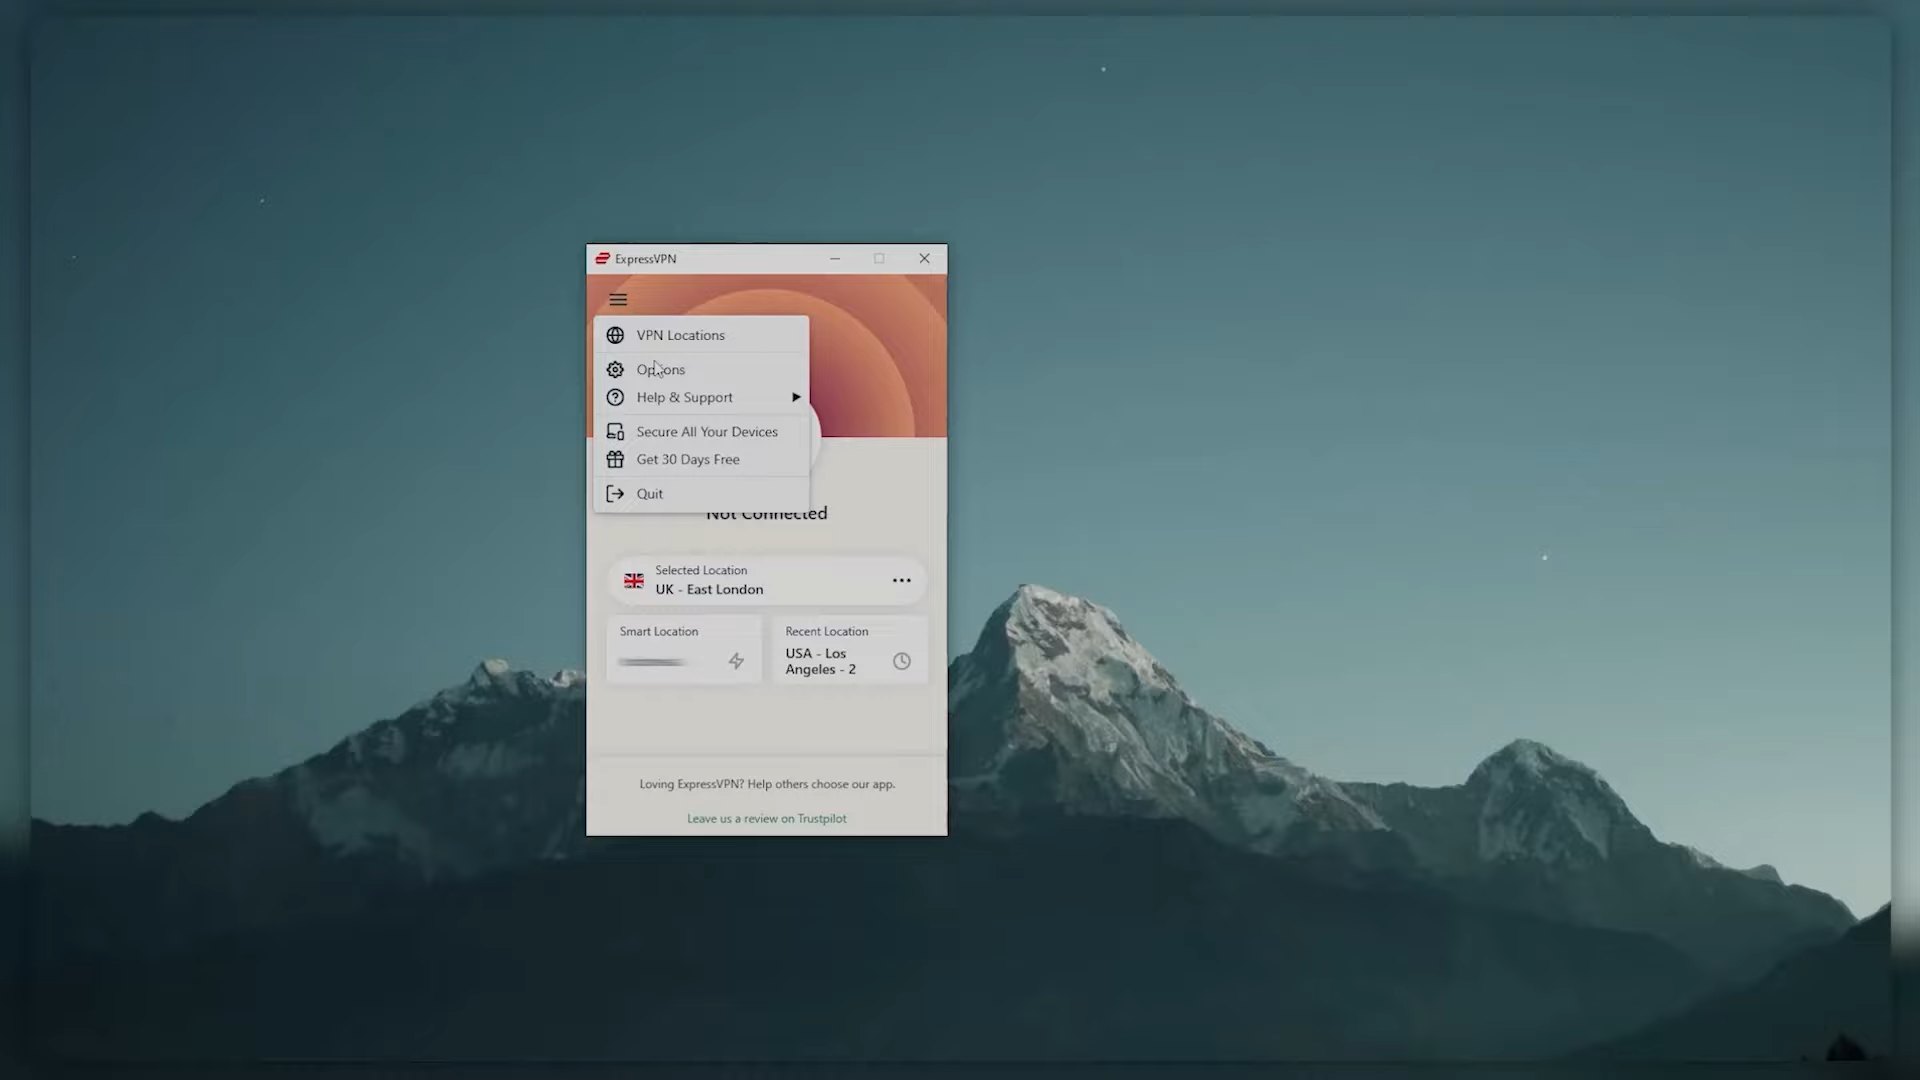 ExpressVPN
VPN Locations
Options
Help & Support
Secure All Your Devices
Get 30 Days Free
Quit
Not Connected
Selected Location
UK - East London
Smart Location
Recent Location
USA - Los
Angeles - 2
Loving ExpressVPN? Help others choose our app.
Leave us a review on Trustpilot